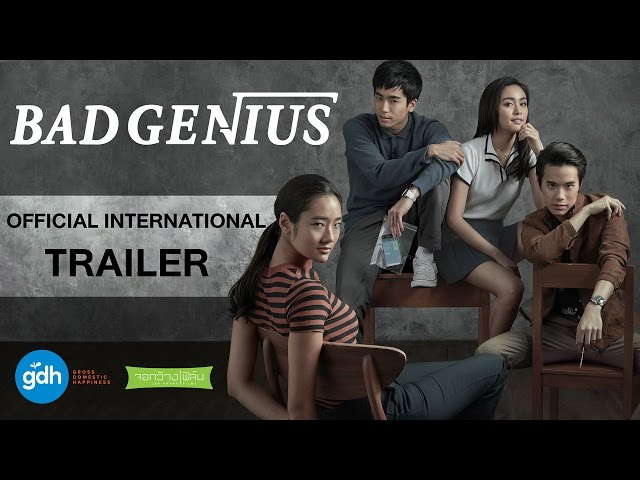 BAD GENIUS
OFFICIAL INTERNATIONAL
TRAILER
gdh
GROSS
DOMESTIC
HAPPINESS
จอกว้างฟิล์ม